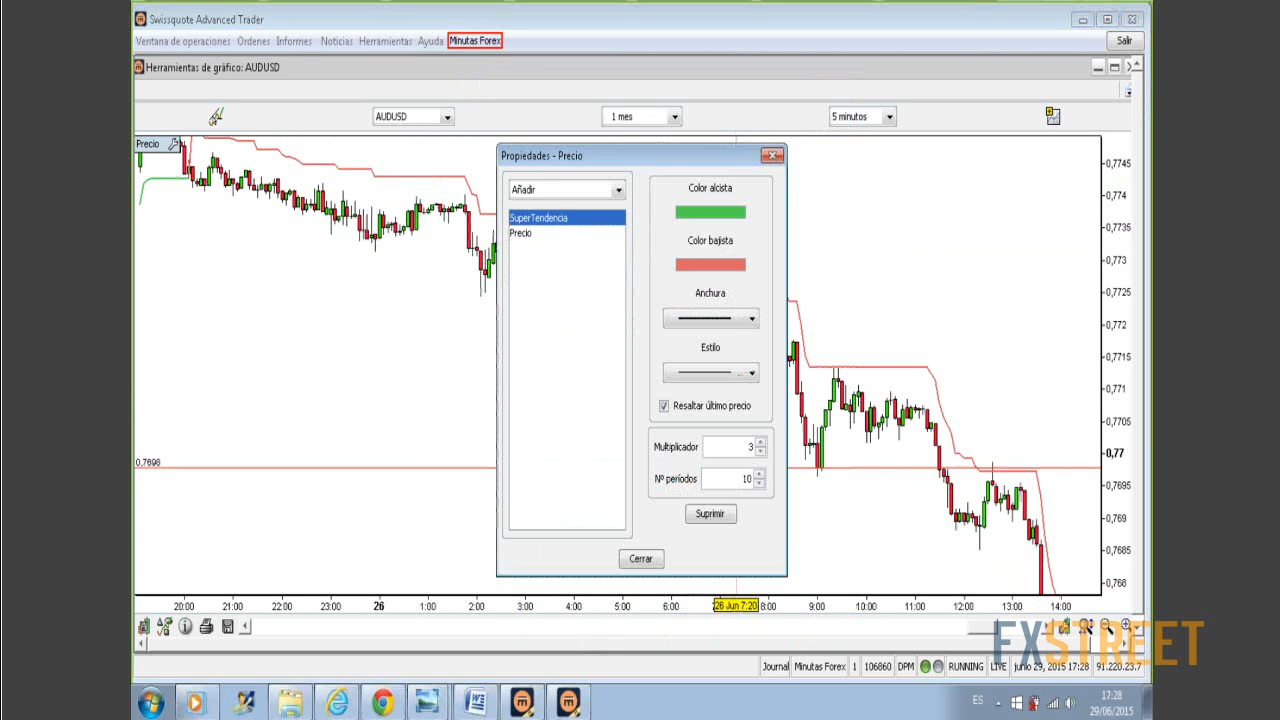 Swissquote Advanced Trader
Ventana de operaciones Ordenes Informes Noticias Herramientas Ayuda Minutas Forex Salir
Herramientas de gráfico: AUDUSD
AUDUSD 1 mes 5 minutos
Precio
Propiedades - Precio
Añadir
SuperTendencia
Precio
Color alcista
Color bajista
Anchura
Estilo
Resaltar último precio
Multiplicador 3
Nº períodos 10
Suprimir
Cerrar
0,7698
0,7745
0,774
0,7735
0,773
0,7725
0,772
0,7715
0,771
0,7705
0,77
0,7695
0,769
0,7685
0,768
20:00 21:00 22:00 23:00 26 1:00 2:00 3:00 4:00 5:00 6:00 26 Jun 7:20 8:00 9:00 10:00 11:00 12:00 13:00 14:00
FXSTREET
Journal Minutas Forex 1 106860 DPM RUNNING LIVE junio 29, 2015 17:28 91.220.23.7
ES
17:28
29/06/2015